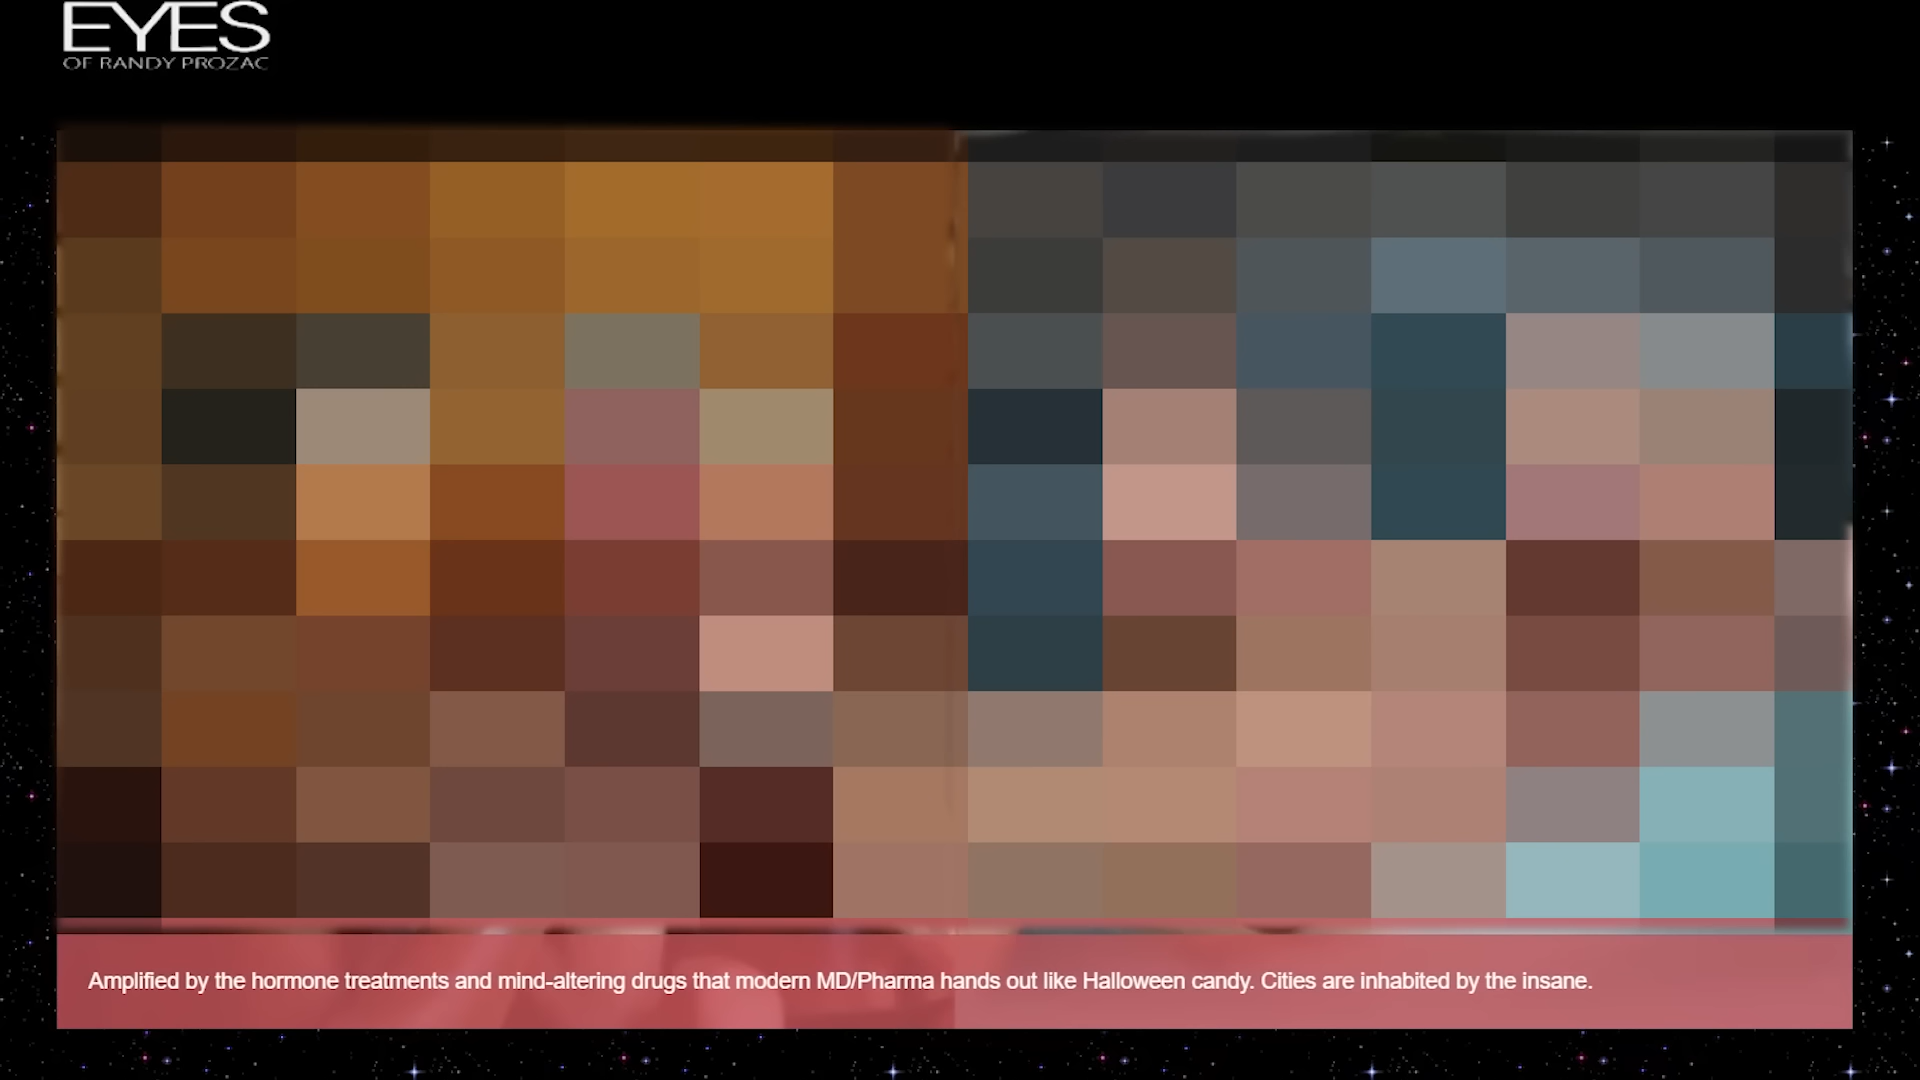 EYES
OF RANDY PROZAC
Amplified by the hormone treatments and mind-altering drugs that modern MD/Pharma hands out like Halloween candy. Cities are inhabited by the insane.